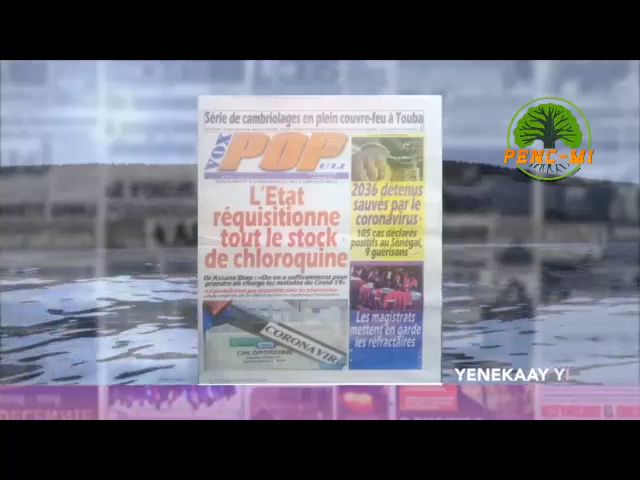 Série de cambriolages en plein couvre-feu à Touba
VOX
POP
ULI
L'Etat
réquisitionne
tout le stock
de chloroquine
Dr Assane Diop : «On en a suffisamment pour
prendre en charge les malades du Covid-19»
2036 détenus
sauvés par le
coronavirus
105 cas déclarés
positifs au Sénégal,
9 guérisons
Les magistrats
mettent en garde
les réfractaires
CORONAVIR
CHLOROQUINE
PENC-MI
YENEKAAY Y
DECENNIE